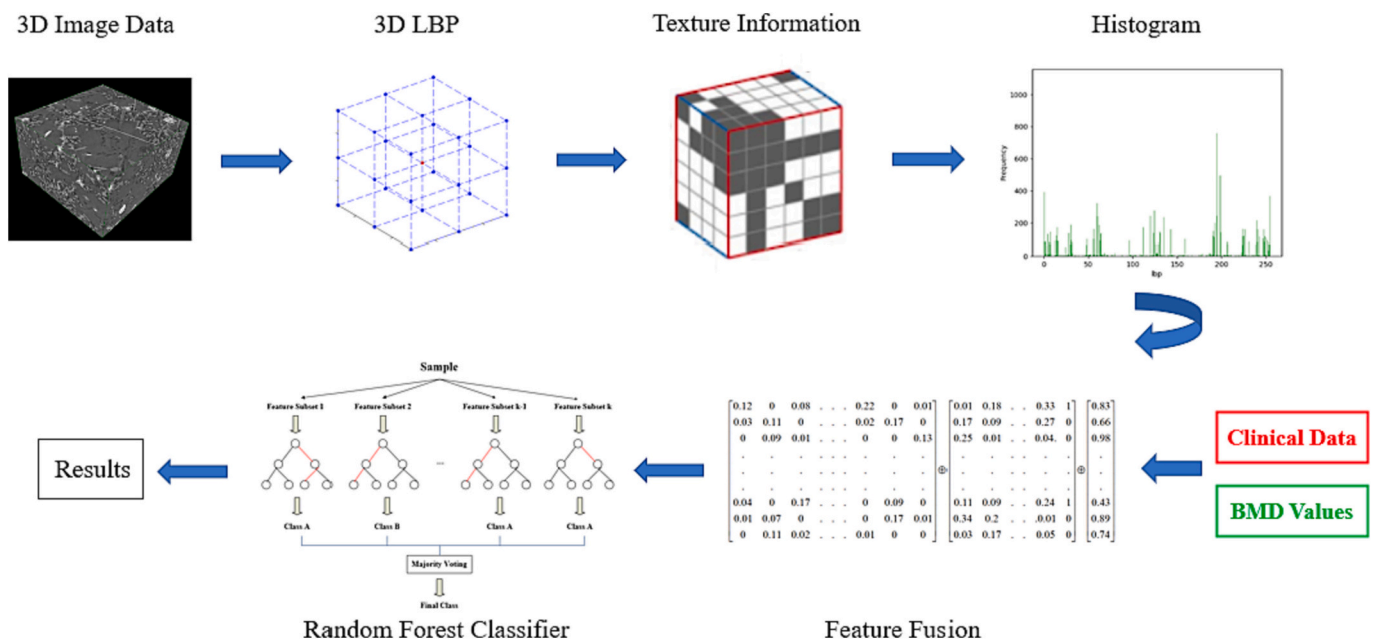 3D Image Data
3D LBP
Texture Information
Histogram
1000
800
600
400
200
0
Frequency
0 50 100 150 200 250
lbp
Sample
Feature Subset 1 Feature Subset 2 Feature Subset k-1 Feature Subset k
...
Class A Class B Class A Class A
Majority Voting
Final Class
Random Forest Classifier
0.12 0 0.08 . . . 0.22 0 0.01 0.01 0.18 . . 0.33 1 0.83
0.03 0.11 0 . . . 0.02 0.17 0 0.17 0.09 . . 0.27 0 0.66
0 0.09 0.01 . . . 0 0 0.13 0.25 0.01 . . 0.04. 0 0.98
. . . . . . . . . . .
. . . . . . ⊕ . . . . . ⊕ .
. . . . . . . . . . .
0.04 0 0.17 . . . 0 0.09 0 0.11 0.09 . . 0.24 1 0.43
0.01 0.07 0 . . . 0 0.17 0.01 0.34 0.2 . . .0.01 0 0.89
0 0.11 0.02 . . . 0.01 0 0 0.03 0.17 . . 0.05 0 0.74
Feature Fusion
Clinical Data
BMD Values
Results